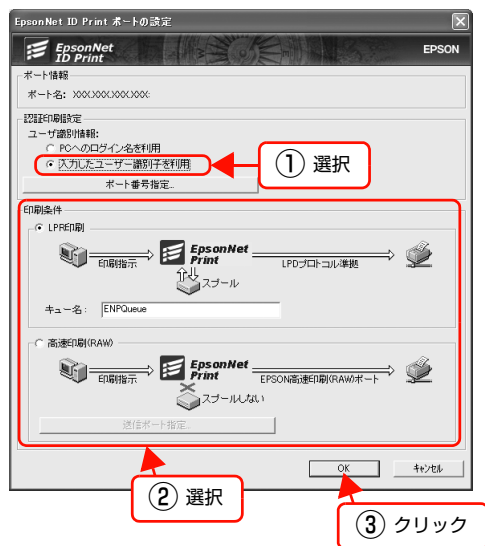 EpsonNet ID Print ポートの設定
EpsonNet
ID Print
EPSON
ポート情報
ポート名: XXX.XXX.XXX.XXX:
認証印刷設定
ユーザ識別情報:
PCへのログイン名を利用
入力したユーザー識別子を利用
① 選択
ポート番号指定...
印刷条件
LPR印刷
印刷指示
EpsonNet
Print
LPDプロトコル準拠
スプール
キュー名:
ENPQueue
高速印刷(RAW)
印刷指示
EpsonNet
Print
EPSON高速印刷(RAW)ポート
スプールしない
送信ポート指定...
OK
キャンセル
② 選択
③ クリック